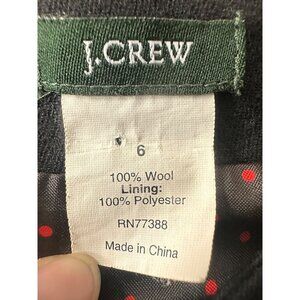 J.CREW
6
100% Wool
Lining:
100% Polyester
RN77388
Made in China